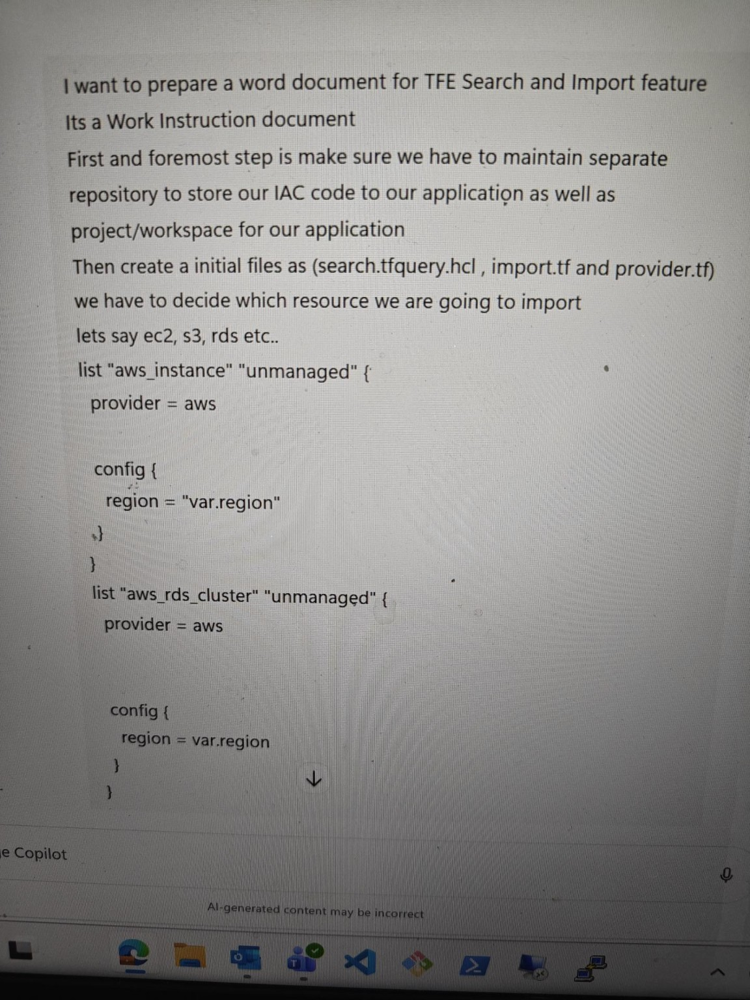 I want to prepare a word document for TFE Search and Import feature
Its a Work Instruction document
First and foremost step is make sure we have to maintain separate
repository to store our IAC code to our application as well as
project/workspace for our application
Then create a initial files as (search.tfquery.hcl , import.tf and provider.tf)
we have to decide which resource we are going to import
lets say ec2, s3, rds etc..
list "aws_instance" "unmanaged" {
provider = aws
config {
region = "var.region"
}
}
list "aws_rds_cluster" "unmanaged" {
provider = aws
config {
region = var.region
}
}
e Copilot
AI-generated content may be incorrect